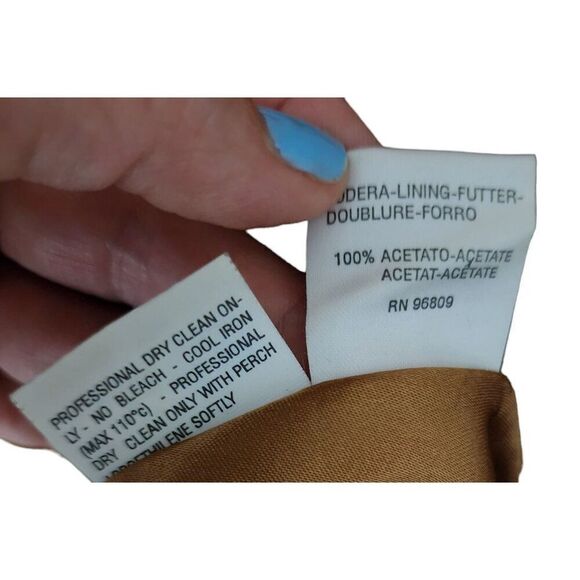 PROFESSIONAL DRY CLEAN ON-
LY - NO BLEACH - COOL IRON
(MAX 110°C) - PROFESSIONAL
DRY CLEAN ONLY WITH PERCH
SOFTLY
LINING-FUTTER-
DOUBLURE-FORRO
100% ACETATO-ACETATE
ACETAT-ACÉTATE
RN 96809